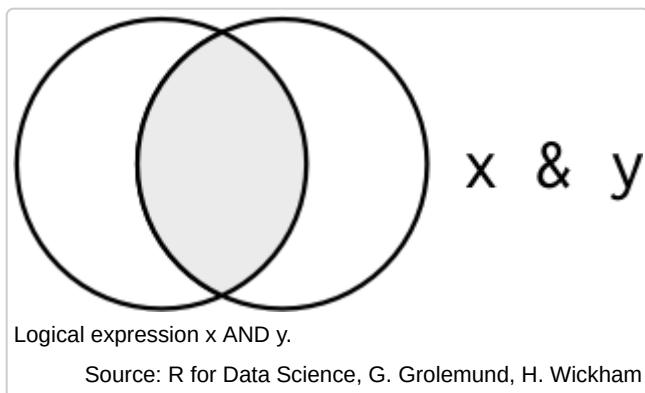 x & y
Logical expression x AND y.
Source: R for Data Science, G. Grolemund, H. Wickham